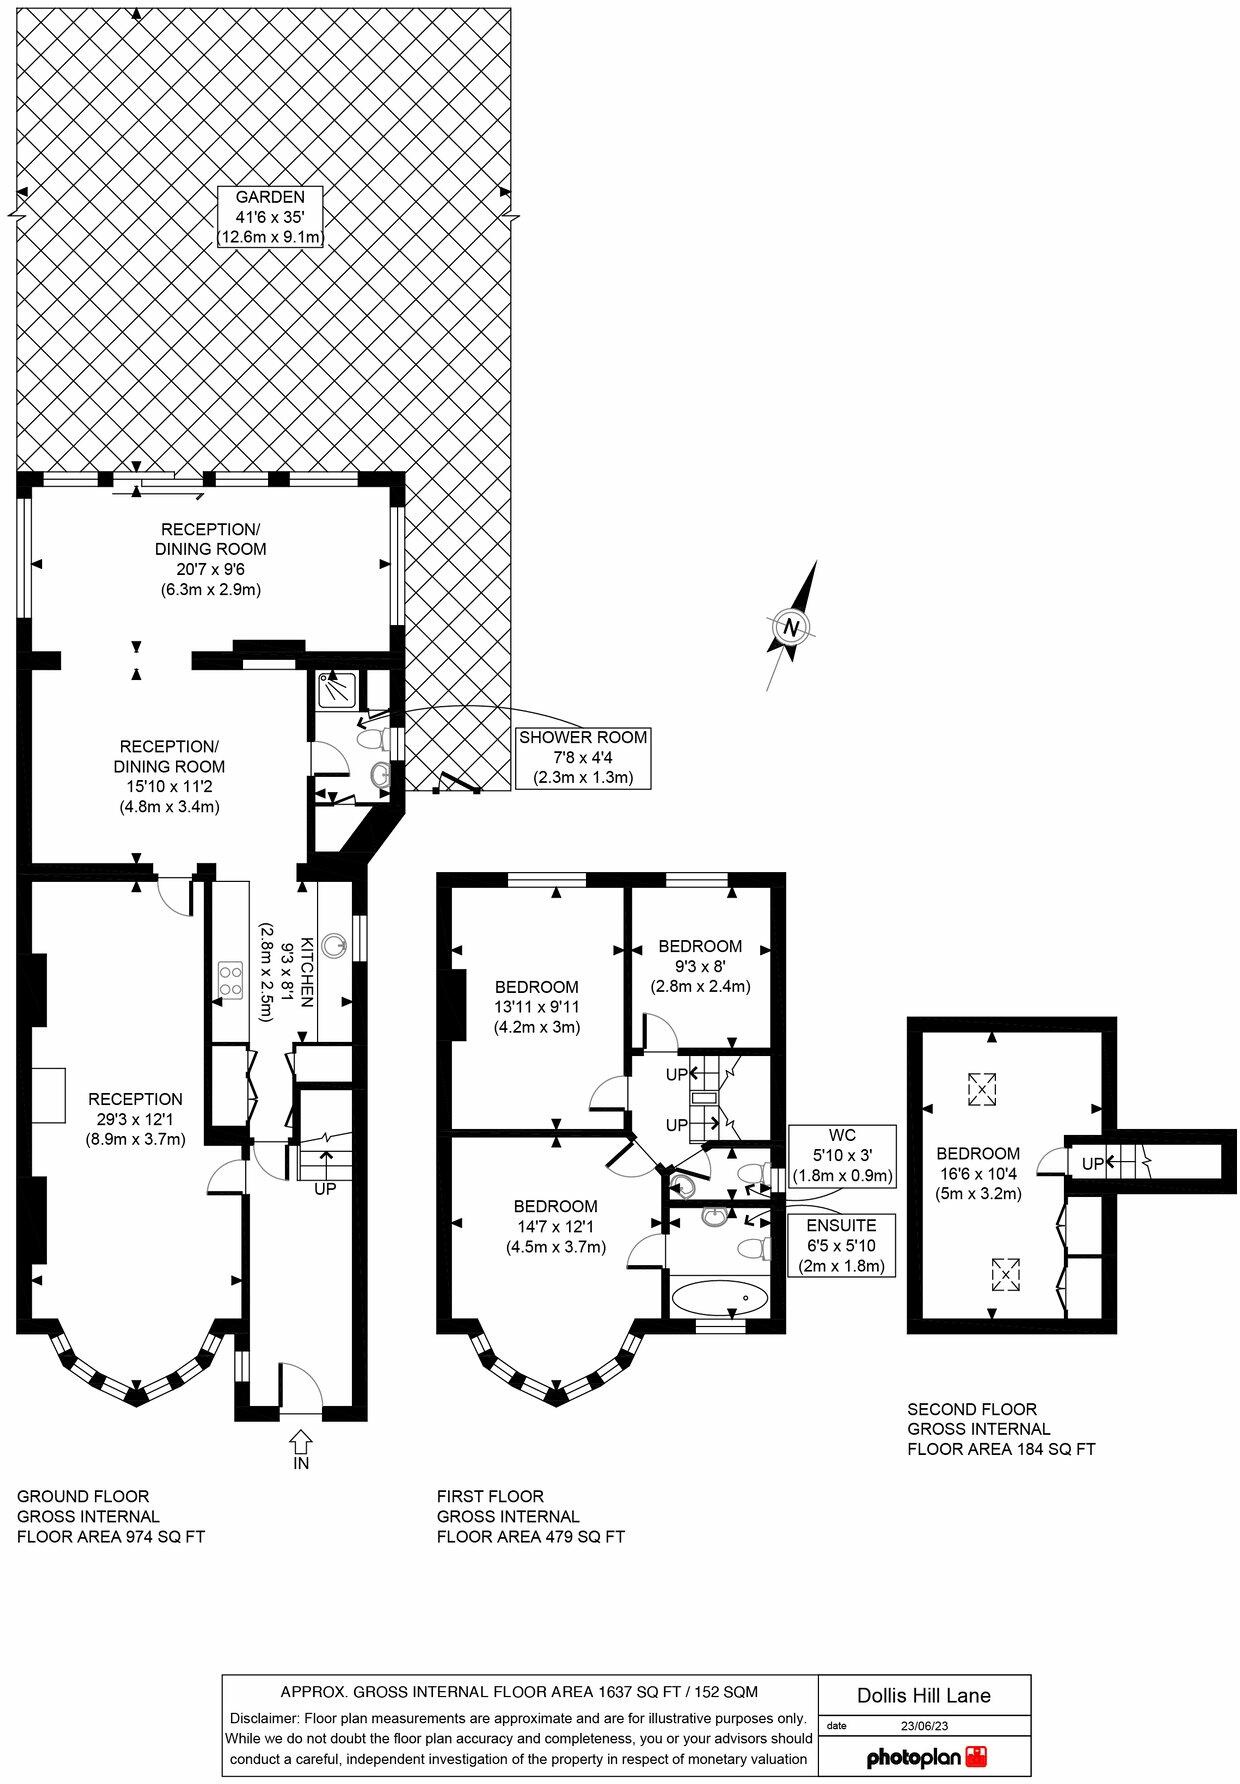 GARDEN
41'6 x 35'
(12.6m x 9.1m)
RECEPTION/
DINING ROOM
20'7 x 9'6
(6.3m x 2.9m)
N
RECEPTION/
DINING ROOM
15'10 x 11'2
(4.8m x 3.4m)
SHOWER ROOM
7'8 x 4'4
(2.3m x 1.3m)
KITCHEN
9'3 x 8'1
(2.8m x 2.5m)
RECEPTION
29'3 x 12'1
(8.9m x 3.7m)
UP
IN
BEDROOM
13'11 x 9'11
(4.2m x 3m)
BEDROOM
9'3 x 8'
(2.8m x 2.4m)
UP
UP
WC
5'10 x 3'
(1.8m x 0.9m)
BEDROOM
14'7 x 12'1
(4.5m x 3.7m)
ENSUITE
6'5 x 5'10
(2m x 1.8m)
BEDROOM
16'6 x 10'4
(5m x 3.2m)
UP
SECOND FLOOR
GROSS INTERNAL
FLOOR AREA 184 SQ FT
GROUND FLOOR
GROSS INTERNAL
FLOOR AREA 974 SQ FT
FIRST FLOOR
GROSS INTERNAL
FLOOR AREA 479 SQ FT
APPROX. GROSS INTERNAL FLOOR AREA 1637 SQ FT / 152 SQM
Disclaimer: Floor plan measurements are approximate and are for illustrative purposes only.
While we do not doubt the floor plan accuracy and completeness, you or your advisors should
conduct a careful, independent investigation of the property in respect of monetary valuation
Dollis Hill Lane
date 23/06/23
photoplan